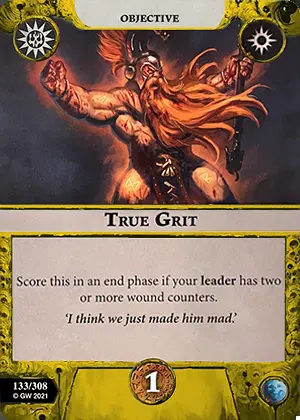 OBJECTIVE
TRUE GRIT
Score this in an end phase if your leader has two
or more wound counters.
'I think we just made him mad.'
133/308
© GW 2021
1